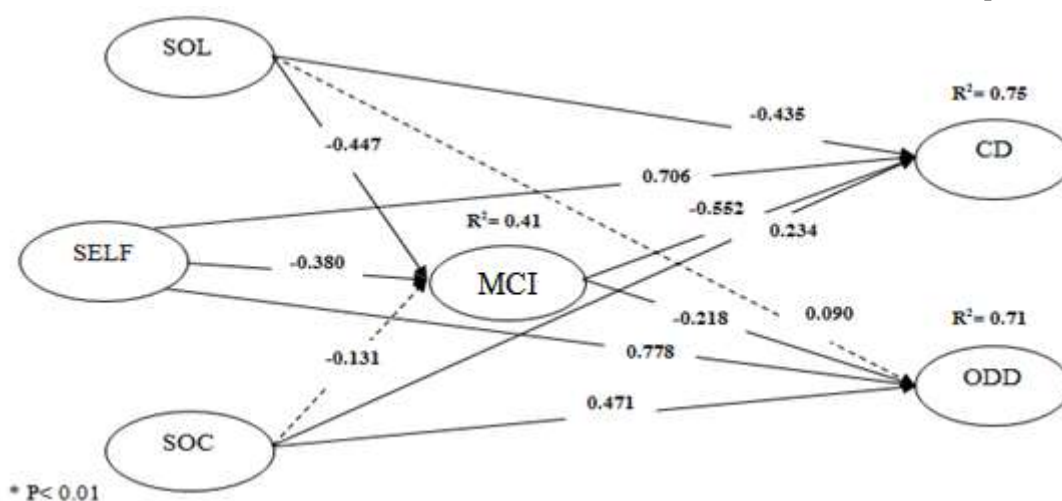 SOL
R²= 0.75
-0.435
CD
-0.447
0.706
-0.552
R²= 0.41
0.234
SELF
-0.380
MCI
-0.218
0.090
R²= 0.71
-0.131
0.778
ODD
0.471
SOC
* P< 0.01